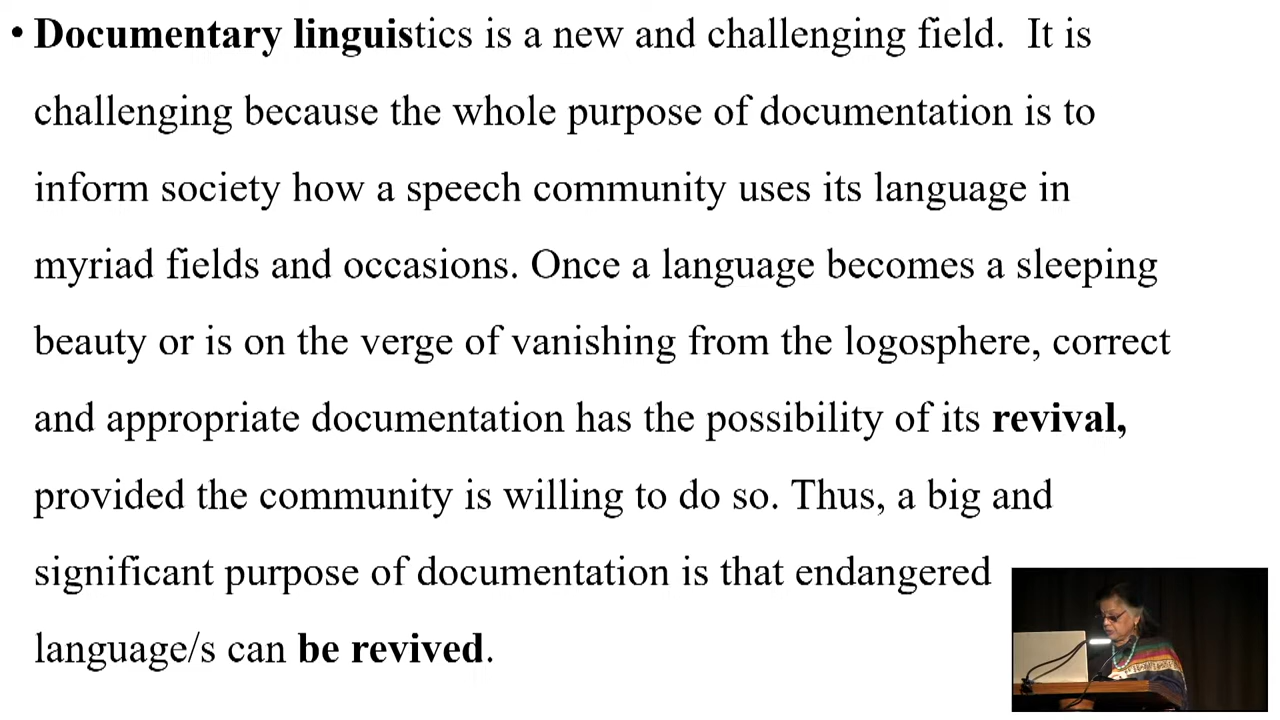 • Documentary linguistics is a new and challenging field.  It is
challenging because the whole purpose of documentation is to
inform society how a speech community uses its language in
myriad fields and occasions. Once a language becomes a sleeping
beauty or is on the verge of vanishing from the logosphere, correct
and appropriate documentation has the possibility of its revival,
provided the community is willing to do so. Thus, a big and
significant purpose of documentation is that endangered
language/s can be revived.